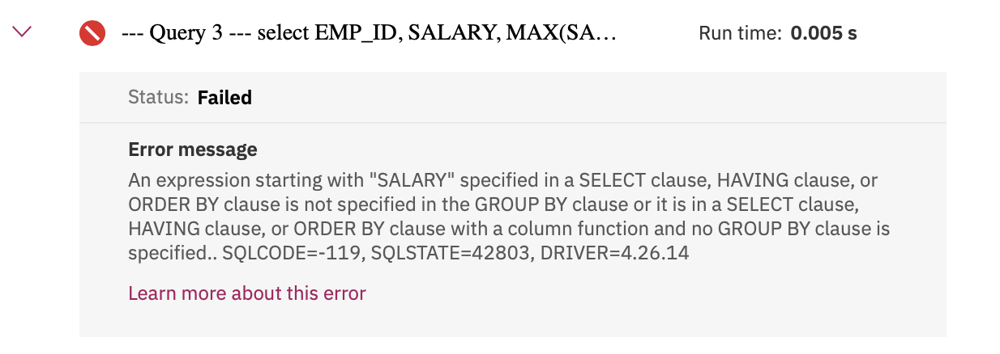 --- Query 3 --- select EMP_ID, SALARY, MAX(SA...
Run time: 0.005 s
Status: Failed
Error message
An expression starting with "SALARY" specified in a SELECT clause, HAVING clause, or
ORDER BY clause is not specified in the GROUP BY clause or it is in a SELECT clause,
HAVING clause, or ORDER BY clause with a column function and no GROUP BY clause is
specified.. SQLCODE=-119, SQLSTATE=42803, DRIVER=4.26.14
Learn more about this error